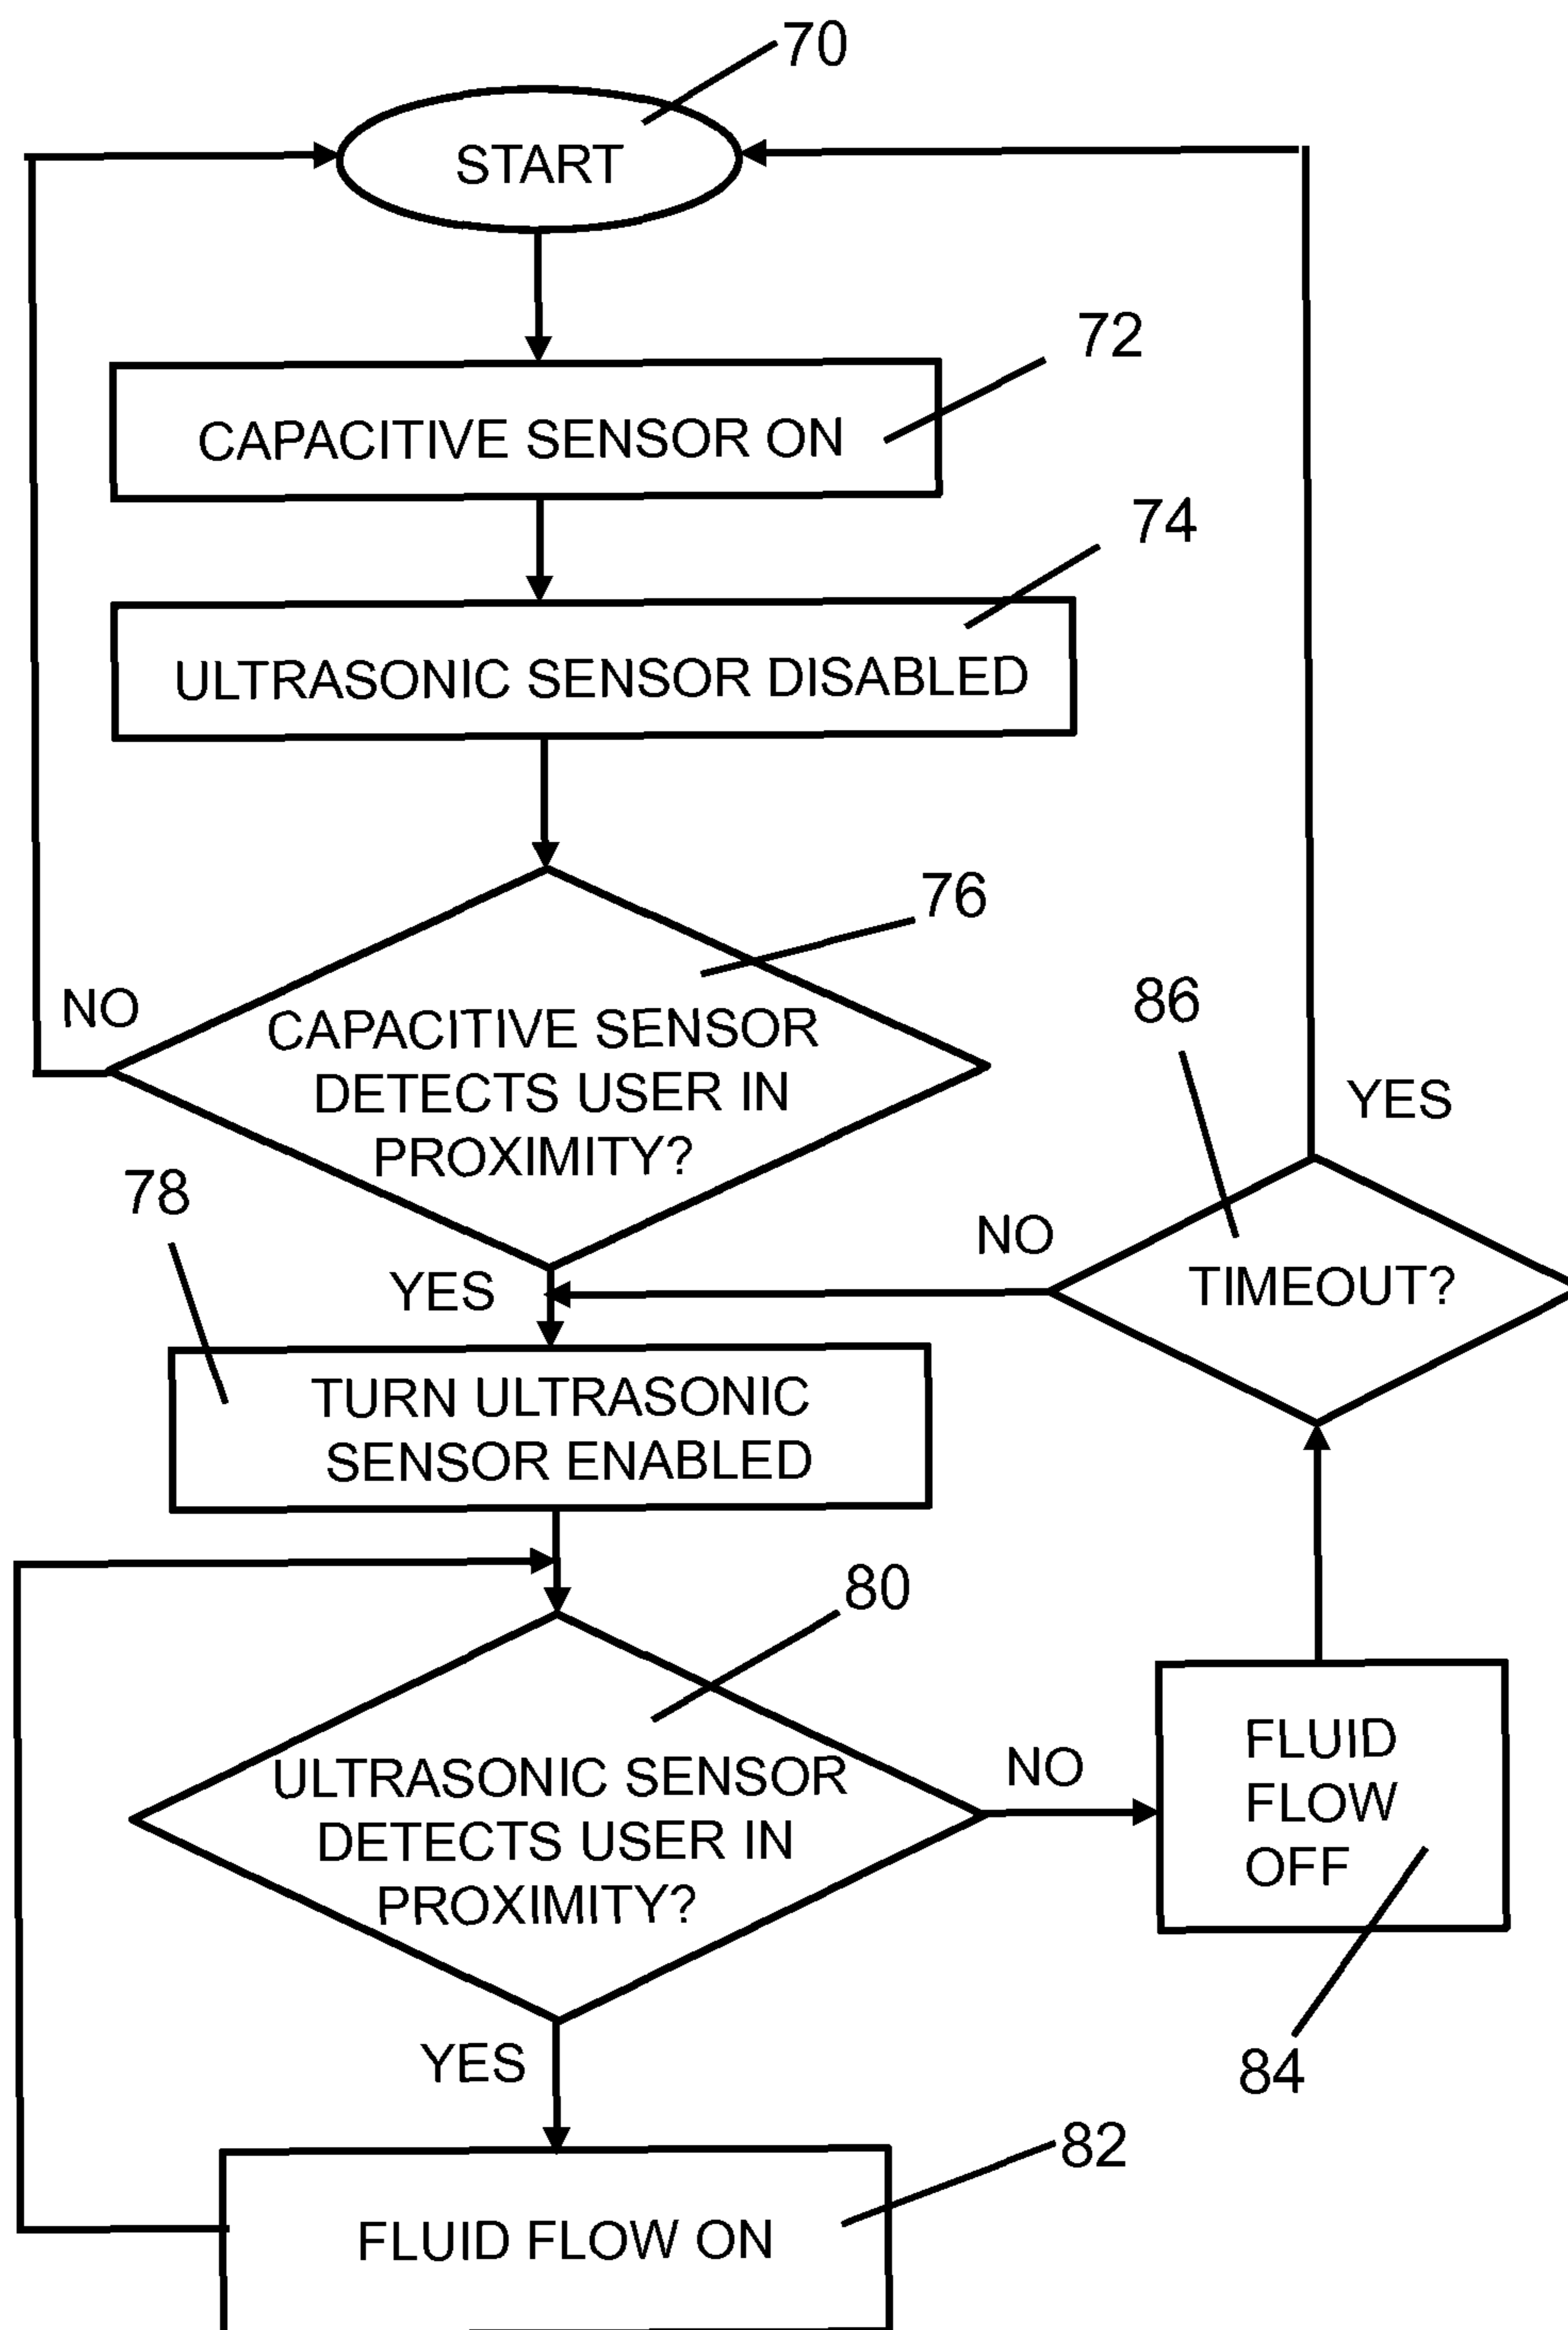 70
START
72
CAPACITIVE SENSOR ON
74
ULTRASONIC SENSOR DISABLED
76
NO
CAPACITIVE SENSOR
DETECTS USER IN
PROXIMITY?
86
YES
78
NO
TIMEOUT?
YES
TURN ULTRASONIC
SENSOR ENABLED
80
ULTRASONIC SENSOR
DETECTS USER IN
PROXIMITY?
NO
FLUID
FLOW
OFF
YES
84
82
FLUID FLOW ON